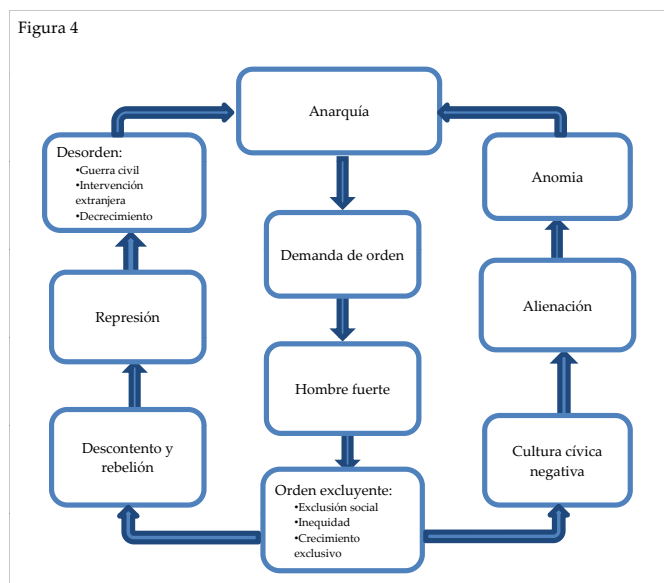 Figura 4
Anarquía
Desorden:
•Guerra civil
•Intervención
extranjera
•Decrecimiento
Anomia
Demanda de orden
Represión
Alienación
Hombre fuerte
Descontento y
rebelión
Cultura cívica
negativa
Orden excluyente:
•Exclusión social
•Inequidad
•Crecimiento
exclusivo